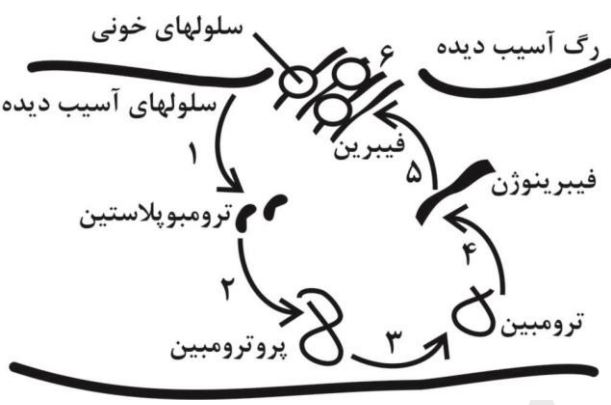 سلولهای خونی
رگ آسیب دیده
۶
سلولهای آسیب دیده
فیبرین
۱
۵
فیبرینوژن
ترومبوپلاستین
۴
۲
ترومبین
پروترومبین
۳